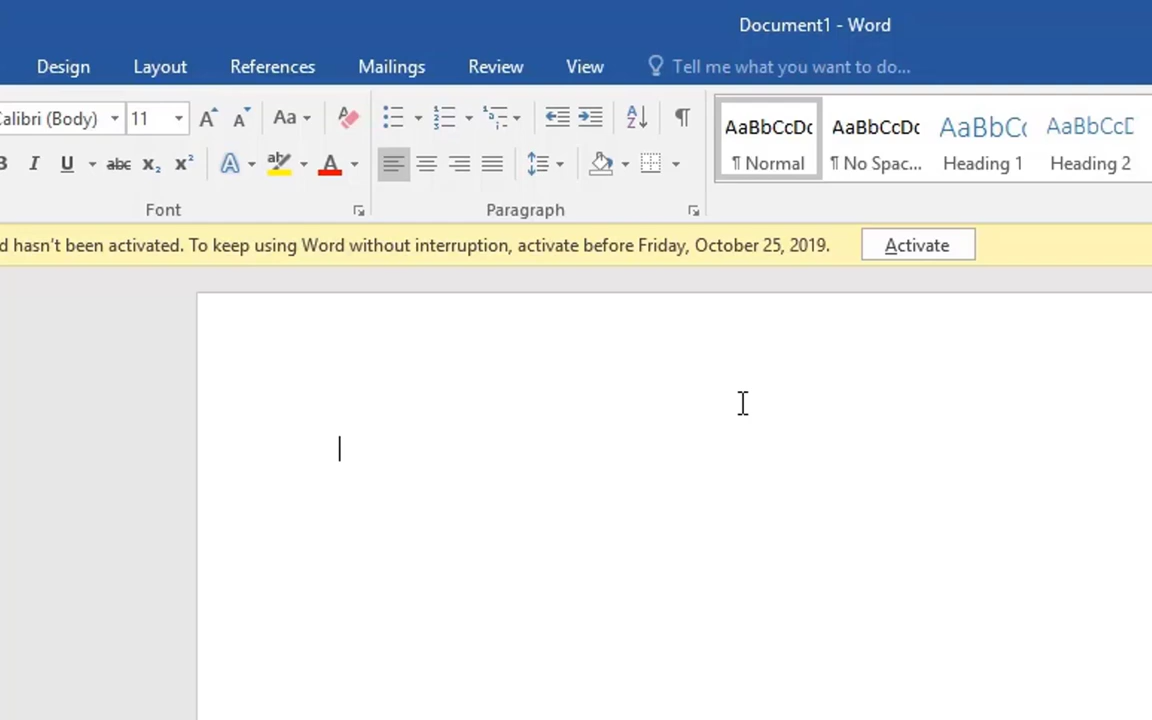 Document1 - Word
Design Layout References Mailings Review View Tell me what you want to do...
Calibri (Body) 11 Aa
AaBbCcDc AaBbCcDc AaBbC AaBbCcD
B I U abc x₂ x² A ab A
¶ Normal ¶ No Spac... Heading 1 Heading 2
Font Paragraph
hasn't been activated. To keep using Word without interruption, activate before Friday, October 25, 2019. Activate